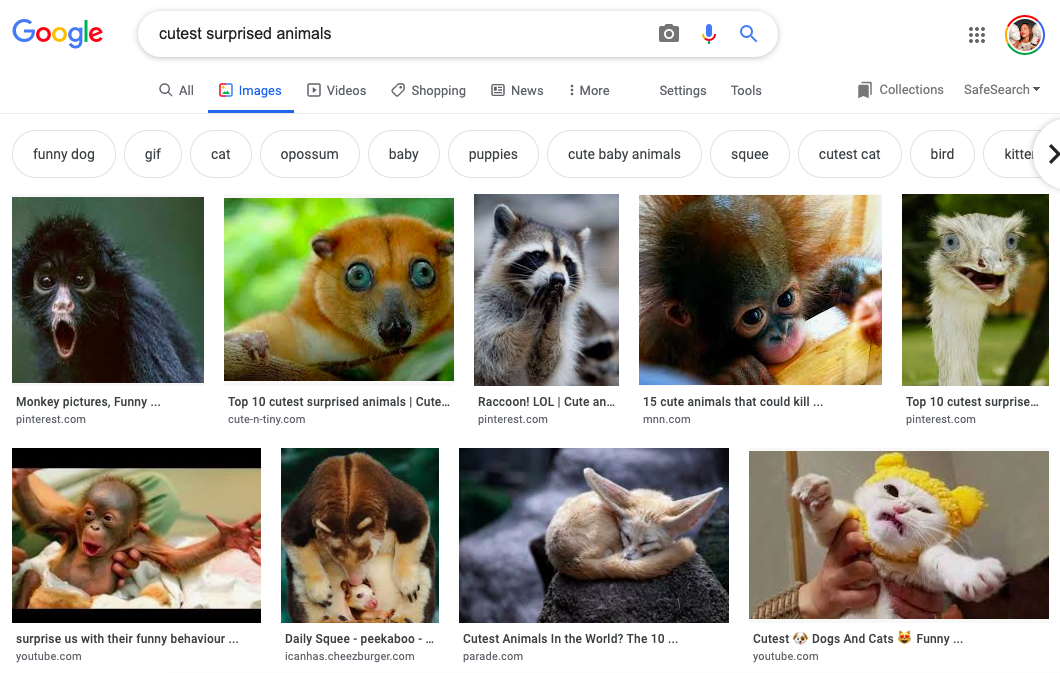 Google
cutest surprised animals
All
Images
Videos
Shopping
News
More
Settings
Tools
Collections
SafeSearch
funny dog
gif
cat
opossum
baby
puppies
cute baby animals
squee
cutest cat
bird
Monkey pictures, Funny ...
pinterest.com
Top 10 cutest surprised animals | Cute...
cute-n-tiny.com
Raccoon! LOL | Cute an...
pinterest.com
15 cute animals that could kill ...
mnn.com
Top 10 cutest surprise...
pinterest.com
surprise us with their funny behaviour ...
youtube.com
Daily Squee - peekaboo - ...
icanhas.cheezburger.com
Cutest Animals In the World? The 10 ...
parade.com
Cutest 🐶 Dogs And Cats 😻 Funny ...
youtube.com